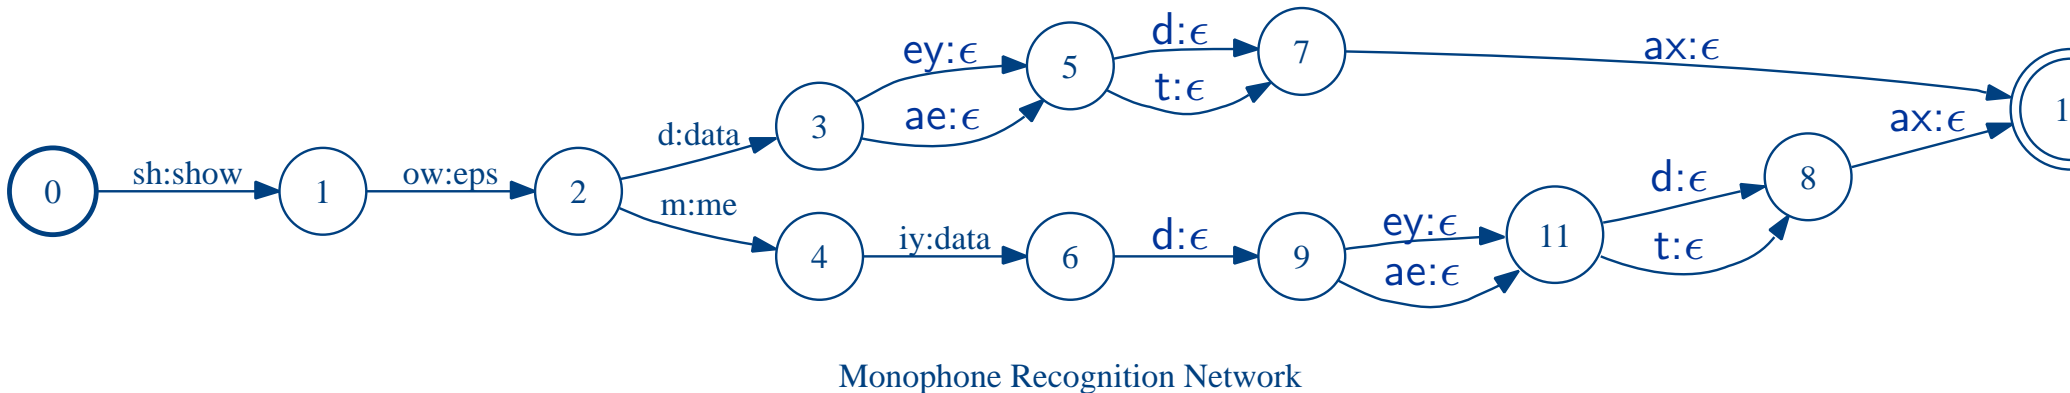 ey:ϵ
d:ϵ
ax:ϵ
5
7
t:ϵ
3
ae:ϵ
ax:ϵ
d:data
sh:show
ow:eps
0
1
2
m:me
4
iy:data
6
d:ϵ
9
ey:ϵ
ae:ϵ
11
d:ϵ
t:ϵ
8
Monophone Recognition Network